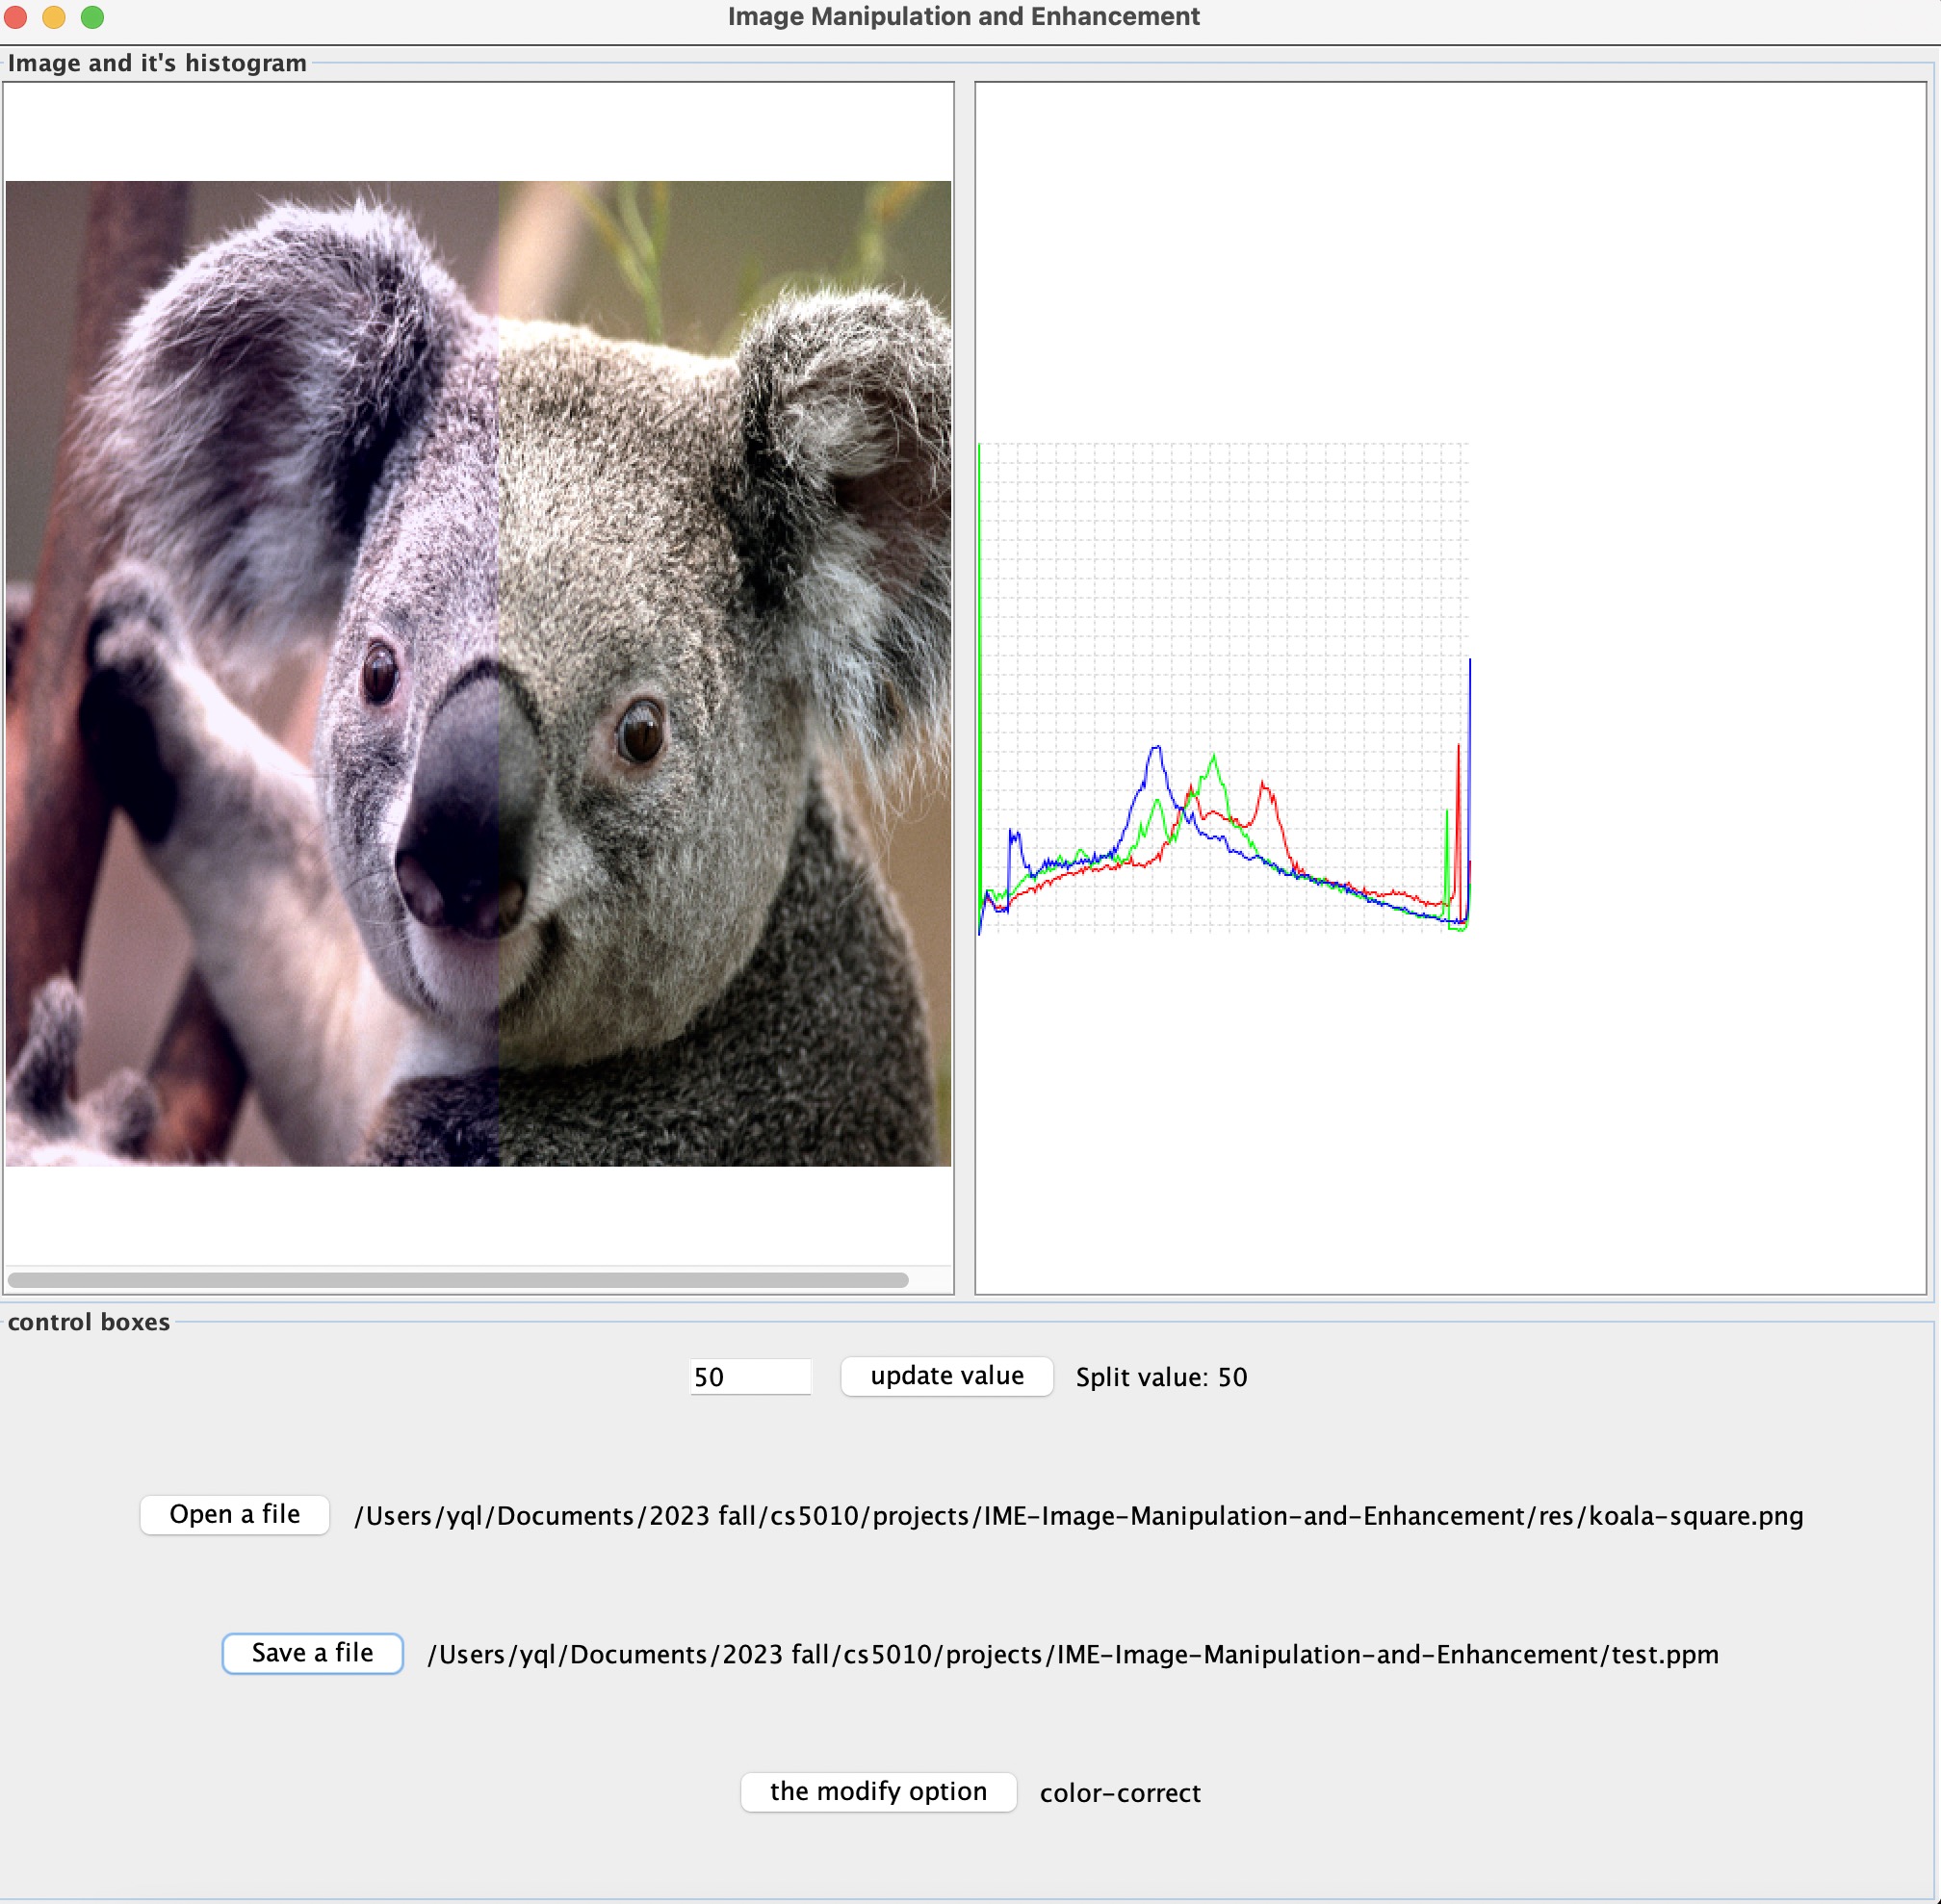 Image Manipulation and Enhancement
Image and it's histogram
control boxes
50 update value Split value: 50
Open a file /Users/yql/Documents/2023 fall/cs5010/projects/IME-Image-Manipulation-and-Enhancement/res/koala-square.png
Save a file /Users/yql/Documents/2023 fall/cs5010/projects/IME-Image-Manipulation-and-Enhancement/test.ppm
the modify option color-correct